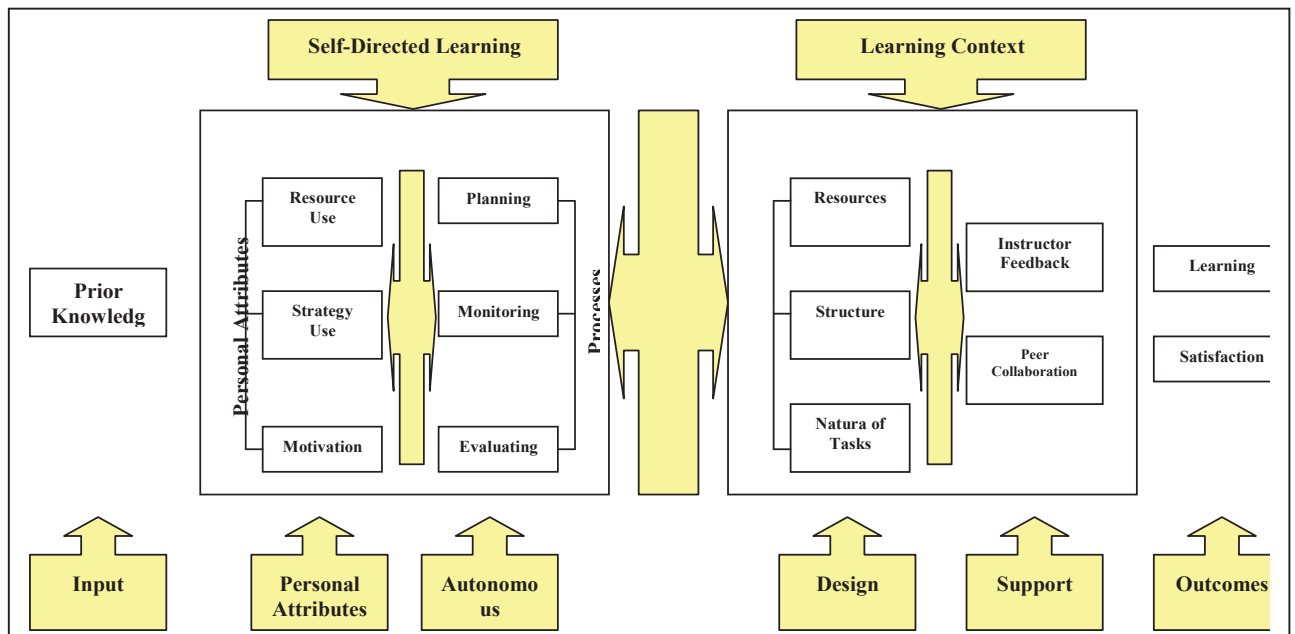 Self-Directed Learning
Learning Context
Prior
Knowledg
Personal Attributes
Resource
Use
Strategy
Use
Motivation
Planning
Monitoring
Evaluating
Processes
Resources
Structure
Natura of
Tasks
Instructor
Feedback
Peer
Collaboration
Learning
Satisfaction
Input
Personal
Attributes
Autonomo
us
Design
Support
Outcomes